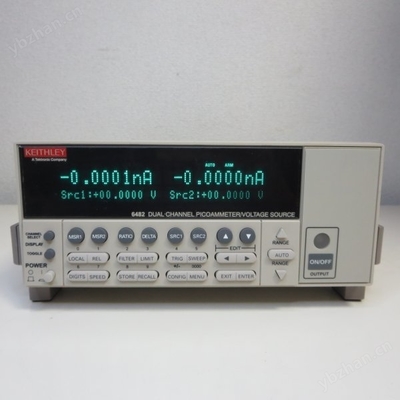 KEITHLEY
A Tektronix Company
AUTO ARM
-0.0001nA -0.0000nA
Src1:+00.0000 V Src2:+00.0000 V
6482 DUAL-CHANNEL PICOAMMETER/VOLTAGE SOURCE
CHANNEL SELECT
DISPLAY
TOGGLE
POWER
MSR1 MSR2 RATIO DELTA SRC1 SRC2
EDIT
LOCAL REL FILTER LIMIT TRIG SWEEP
DIGITS SPEED STORE RECALL CONFIG MENU EXIT ENTER
RANGE
AUTO
RANGE
ON/OFF
OUTPUT